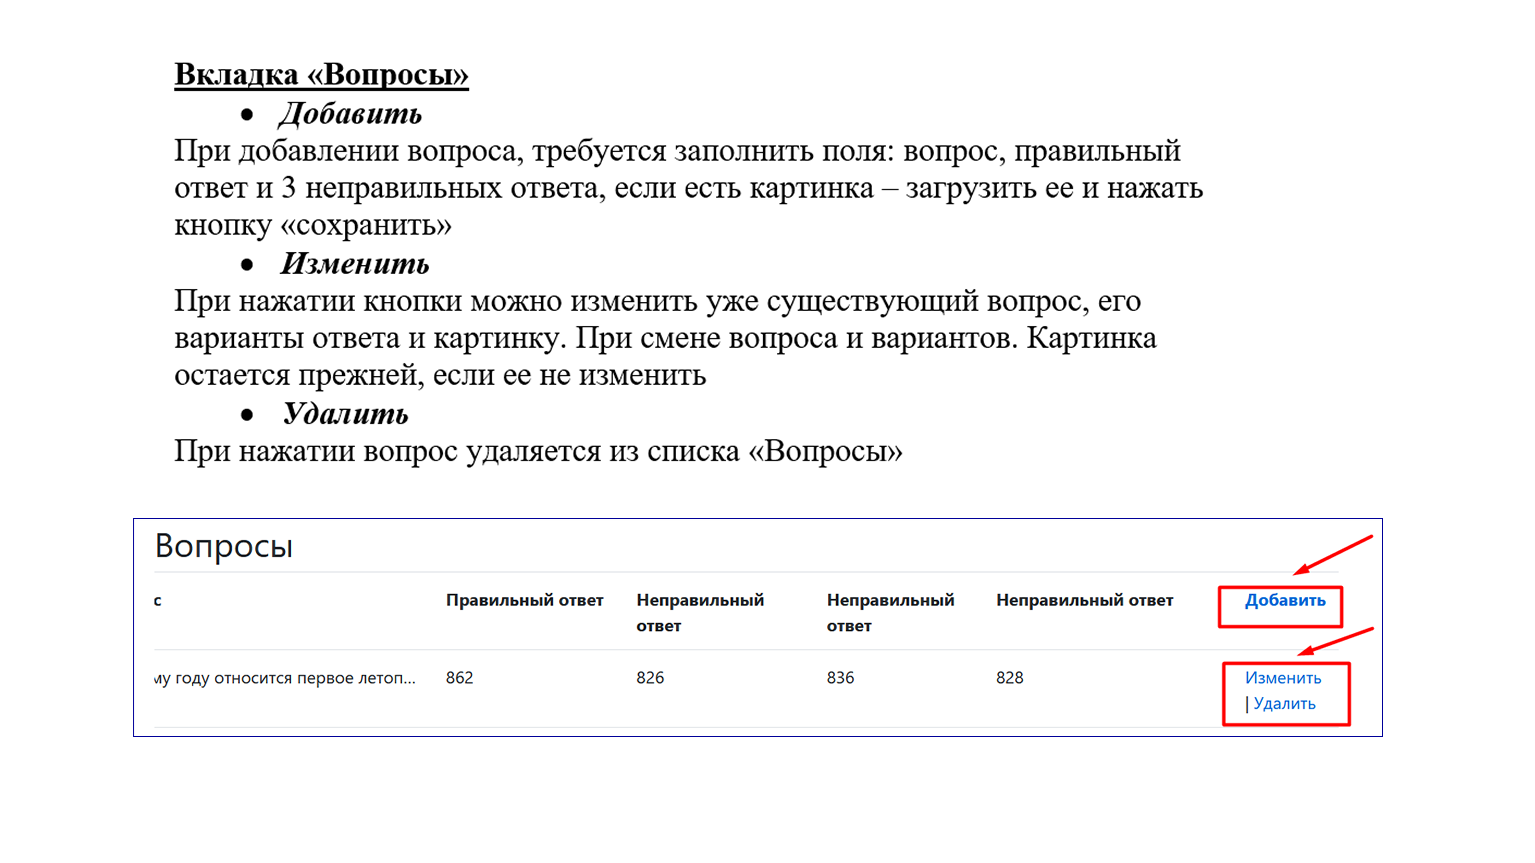 Вкладка «Вопросы»
• Добавить
При добавлении вопроса, требуется заполнить поля: вопрос, правильный
ответ и 3 неправильных ответа, если есть картинка – загрузить ее и нажать
кнопку «сохранить»
• Изменить
При нажатии кнопки можно изменить уже существующий вопрос, его
варианты ответа и картинку. При смене вопроса и вариантов. Картинка
остается прежней, если ее не изменить
• Удалить
При нажатии вопрос удаляется из списка «Вопросы»
Вопросы
с Правильный ответ Неправильный Неправильный Неправильный ответ Добавить
ответ ответ
му году относится первое летоп... 862 826 836 828 Изменить
| Удалить